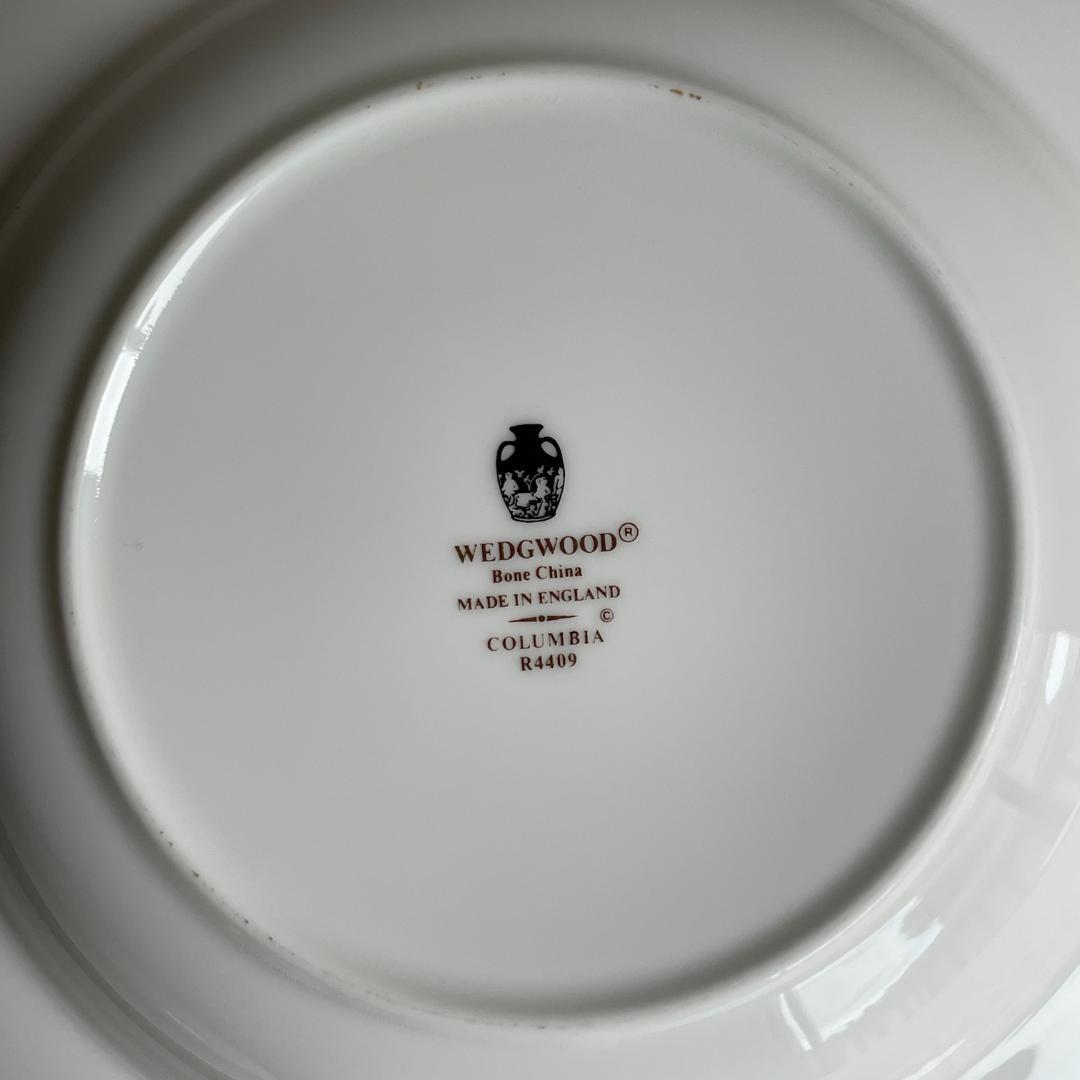 WEDGWOOD®
Bone China
MADE IN ENGLAND
©
COLUMBIA
R4409